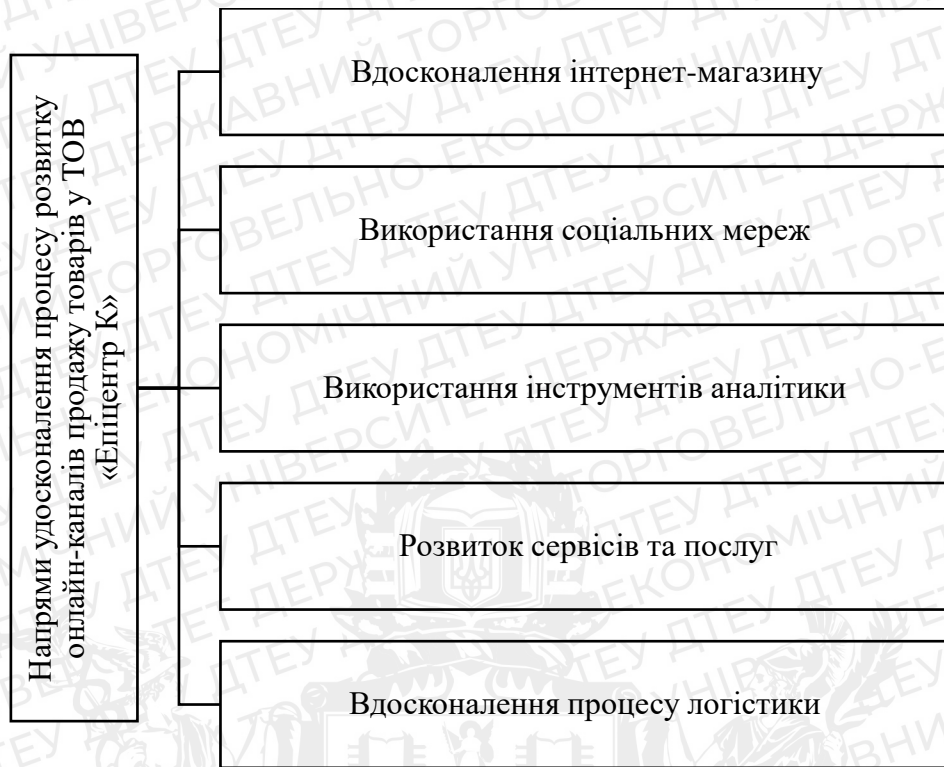 Напрями удосконалення процесу розвитку
онлайн-каналів продажу товарів у ТОВ
«Епіцентр К»
Вдосконалення інтернет-магазину
Використання соціальних мереж
Використання інструментів аналітики
Розвиток сервісів та послуг
Вдосконалення процесу логістики